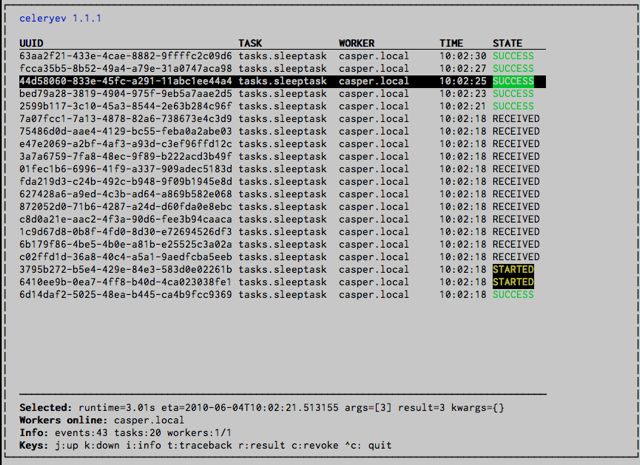 celeryev 1.1.1
UUID TASK WORKER TIME STATE
63aa2f21-433e-4cae-8882-9ffffc2c09d6 tasks.sleeptask casper.local 10:02:30 SUCCESS
fcca35b5-8b52-49a4-a79e-31a0747aca98 tasks.sleeptask casper.local 10:02:27 SUCCESS
44d58060-833e-45fc-a291-11abc1ee44a4 tasks.sleeptask casper.local 10:02:25 SUCCESS
bed79a28-3819-4904-975f-9eb5a7aae2d5 tasks.sleeptask casper.local 10:02:23 SUCCESS
2599b117-3c10-45a3-8544-2e63b284c96f tasks.sleeptask casper.local 10:02:21 SUCCESS
7a07fcc1-7a13-4878-82a6-738673e4c3d9 tasks.sleeptask casper.local 10:02:18 RECEIVED
75486d0d-aae4-4129-bc55-feba0a2abe03 tasks.sleeptask casper.local 10:02:18 RECEIVED
e47e2069-a2bf-4af3-a93d-c3ef96ffd12c tasks.sleeptask casper.local 10:02:18 RECEIVED
3a7a6759-7fa8-48ec-9f89-b222acd3b49f tasks.sleeptask casper.local 10:02:18 RECEIVED
01fec1b6-6996-41f9-a337-909adec5183d tasks.sleeptask casper.local 10:02:18 RECEIVED
fda219d3-c24b-492c-b948-9f09b1945e8d tasks.sleeptask casper.local 10:02:18 RECEIVED
627428a6-a9ed-4c3b-ad64-a869b582e068 tasks.sleeptask casper.local 10:02:18 RECEIVED
872052d0-71b6-4287-a24d-d60fda0e8ebc tasks.sleeptask casper.local 10:02:18 RECEIVED
c8d0a21e-aac2-4f3a-90d6-fee3b94caaca tasks.sleeptask casper.local 10:02:18 RECEIVED
1c9d67d8-0b8f-4fd0-8d30-e72694526df3 tasks.sleeptask casper.local 10:02:18 RECEIVED
6b179f86-4be5-4b0e-a81b-e25525c3a02a tasks.sleeptask casper.local 10:02:18 RECEIVED
c02ffd1d-36a8-40c4-a5a1-9aedfcba5eeb tasks.sleeptask casper.local 10:02:18 RECEIVED
3795b272-b5e4-429e-84e3-583d0e02261b tasks.sleeptask casper.local 10:02:18 STARTED
6410ee9b-0ea7-4ff8-b40d-4ca023038fe1 tasks.sleeptask casper.local 10:02:18 STARTED
6d14daf2-5025-48ea-b445-ca4b9fcc9369 tasks.sleeptask casper.local 10:02:18 SUCCESS
Selected: runtime=3.01s eta=2010-06-04T10:02:21.513155 args=[3] result=3 kwargs={}
Workers online: casper.local
Info: events:43 tasks:20 workers:1/1
Keys: j:up k:down i:info t:traceback r:result c:revoke ^c: quit